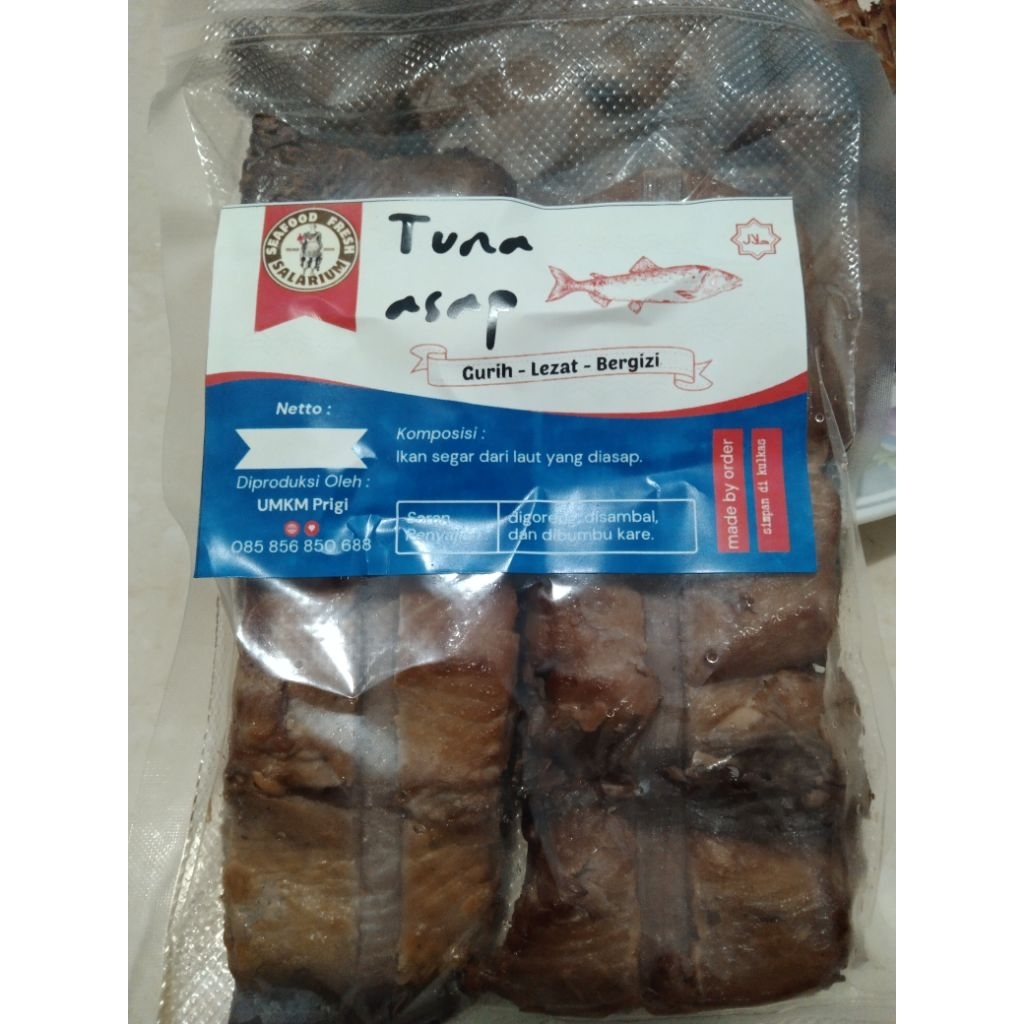 SEAFOOD FRESH
SALARIUM
Tuna
asap
حلال
Gurih - Lezat - Bergizi
Netto :
Komposisi :
Ikan segar dari laut yang diasap.
Diproduksi Oleh :
UMKM Prigi
085 856 850 688
Saran
Penyajian
digoreng, disambal,
dan dibumbu kare.
made by order
simpan di kulkas